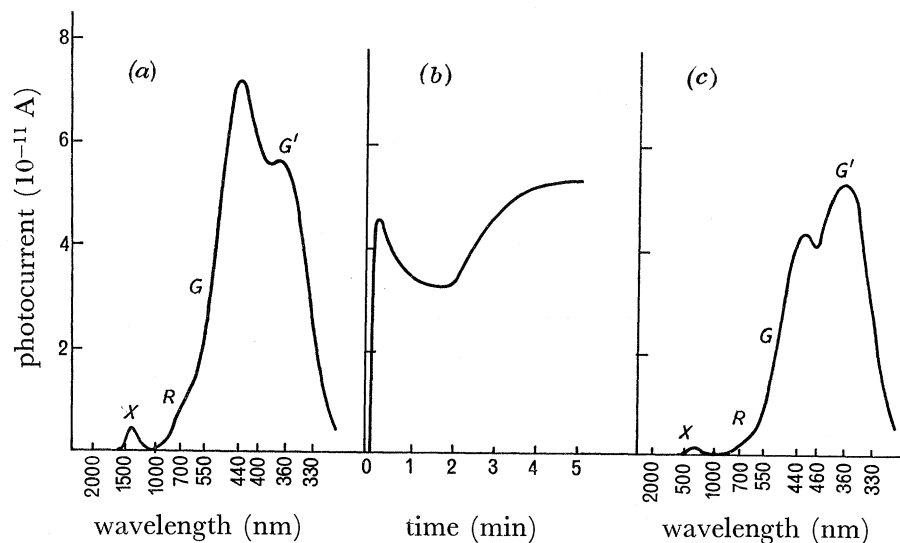 (a)
(b)
(c)
photocurrent (10⁻¹¹ A)
8
6
4
2
X
R
G
G'
2000
1500
1000
700
550
440
400
360
330
wavelength (nm)
0
1
2
3
4
5
time (min)
X
R
G
G'
2000
500
1000
700
550
440
460
360
330
wavelength (nm)